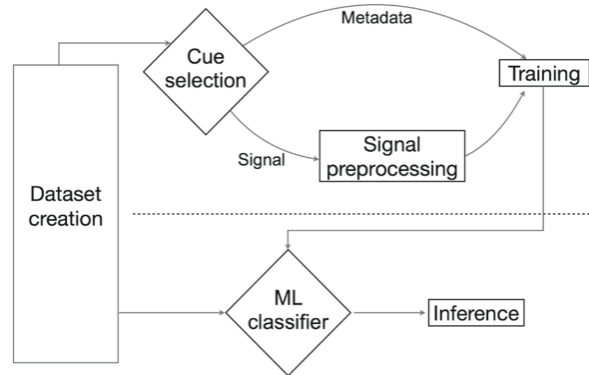 Metadata
Cue
selection
Training
Signal
Signal
preprocessing
Dataset
creation
ML
classifier
Inference